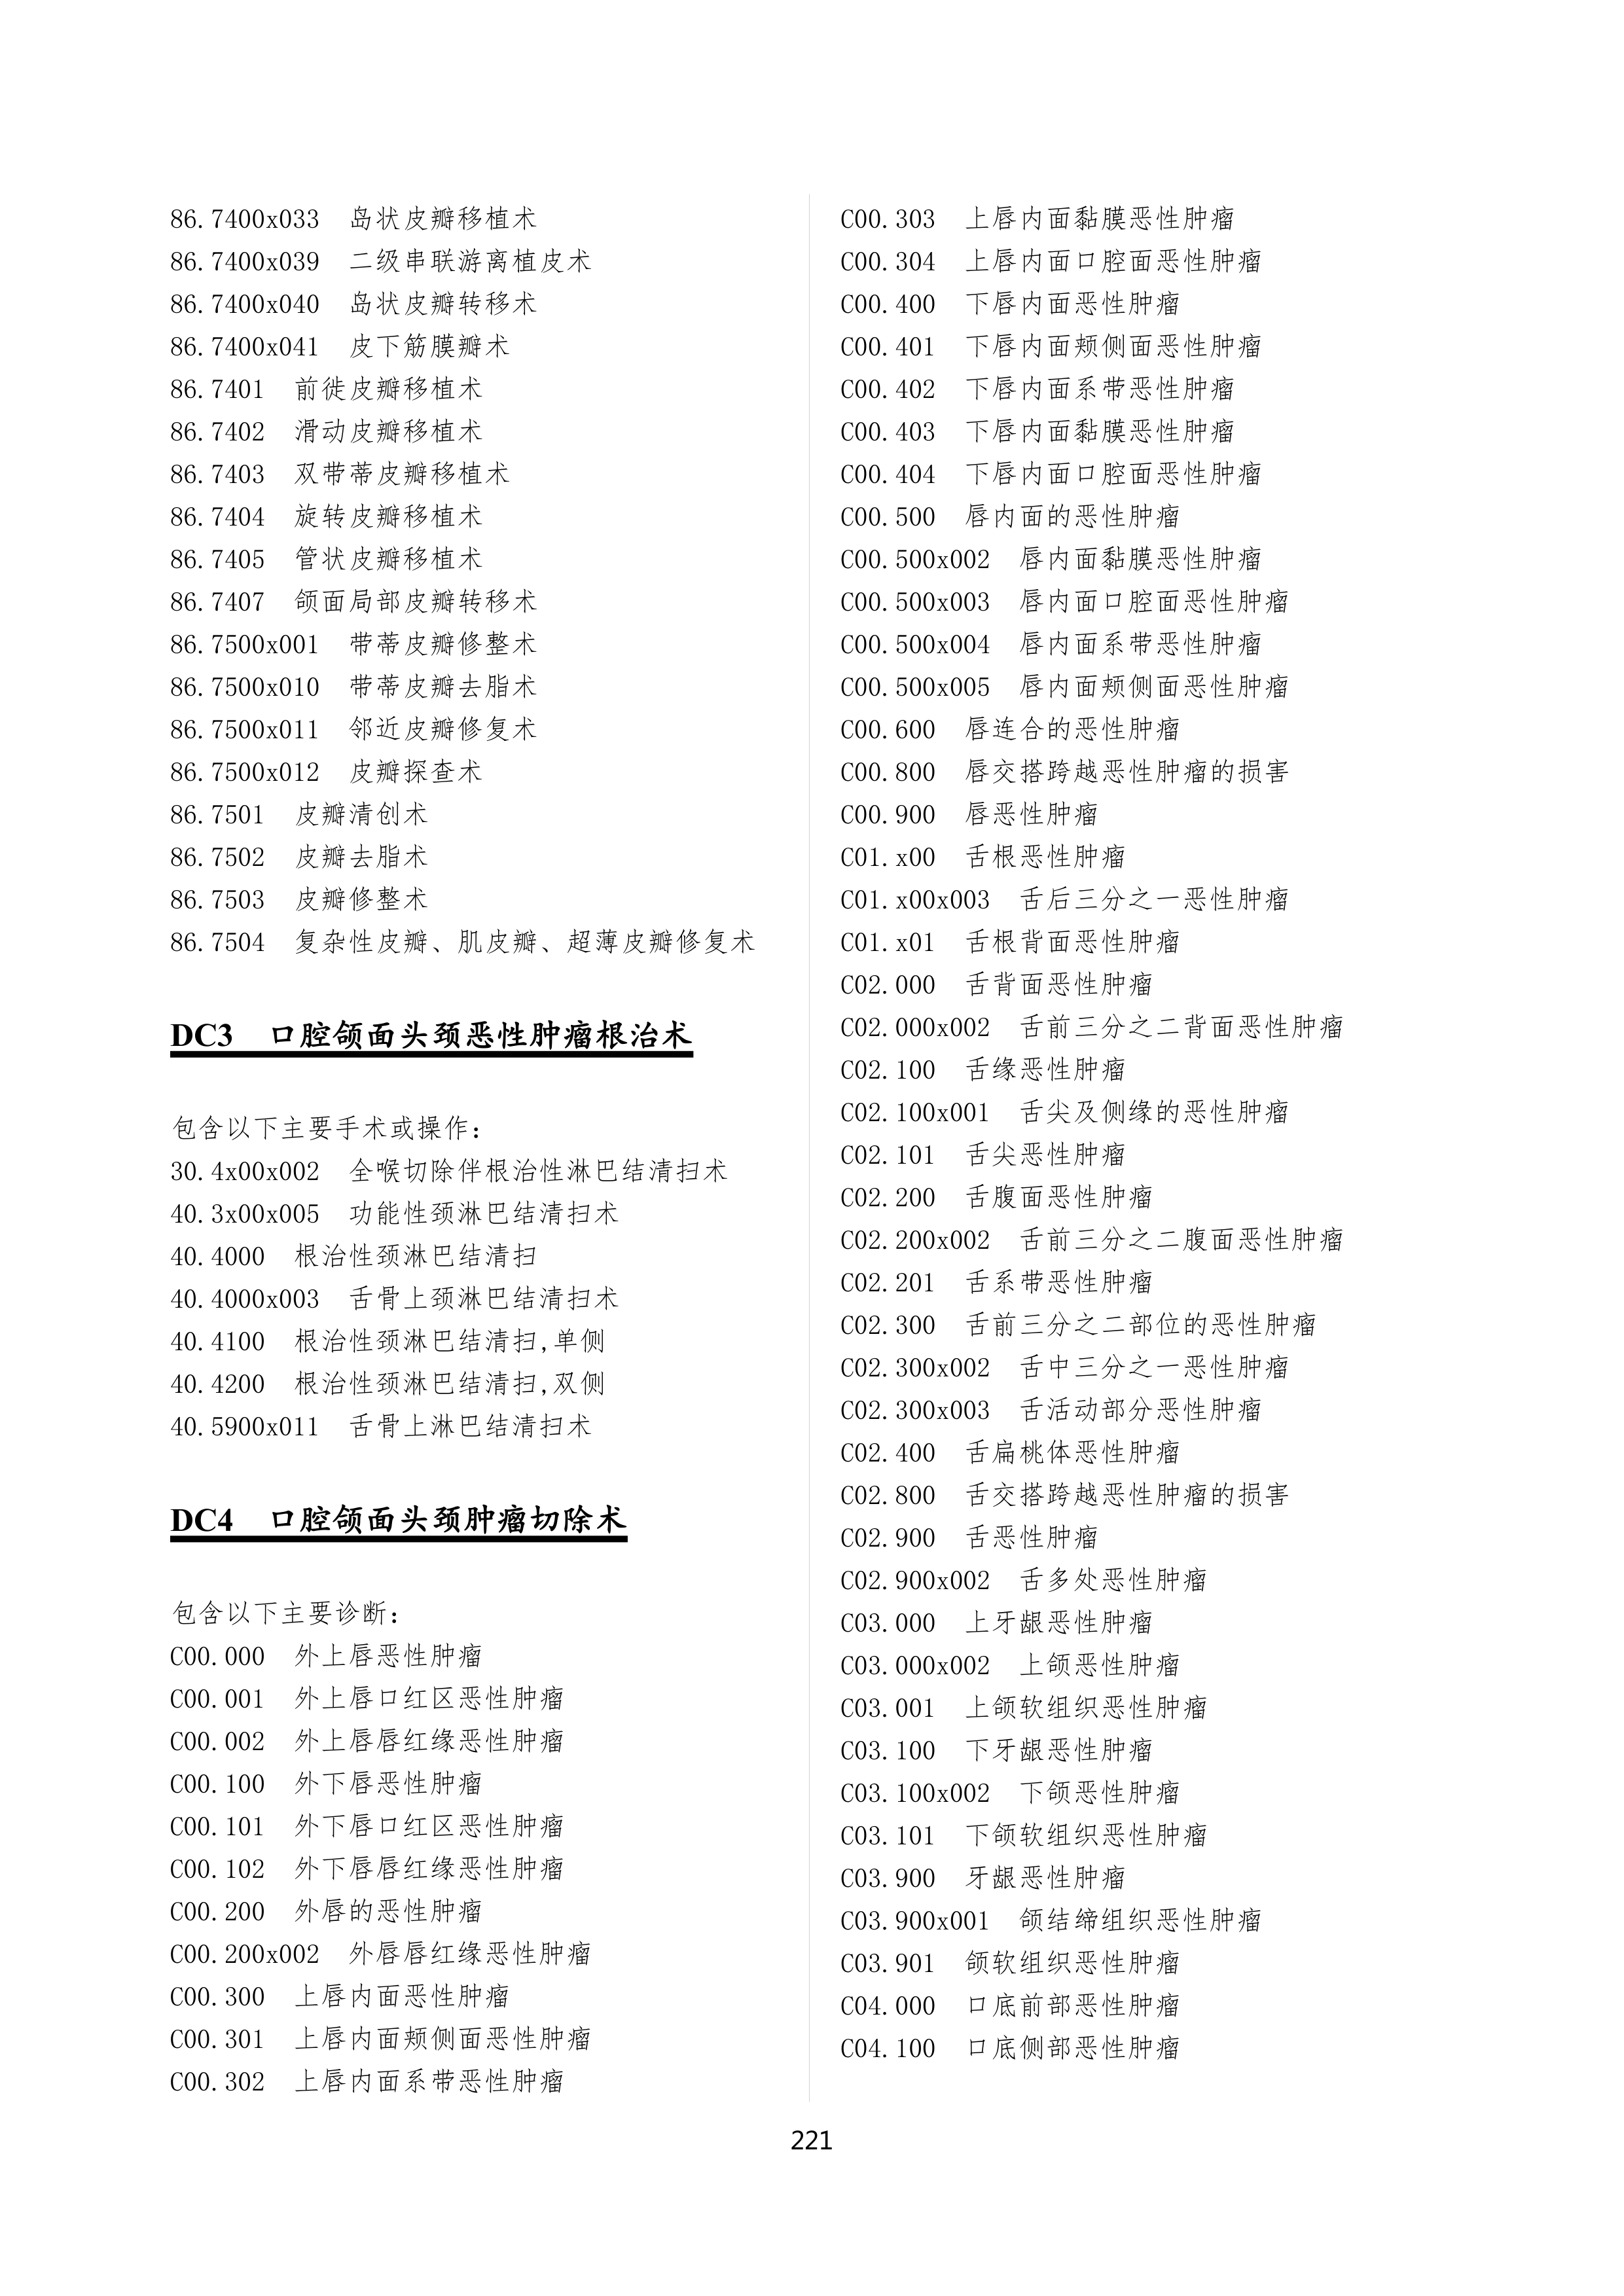 86.7400x033 岛状皮瓣移植术
86.7400x039 二级串联游离植皮术
86.7400x040 岛状皮瓣转移术
86.7400x041 皮下筋膜瓣术
86.7401 前徙皮瓣移植术
86.7402 滑动皮瓣移植术
86.7403 双带蒂皮瓣移植术
86.7404 旋转皮瓣移植术
86.7405 管状皮瓣移植术
86.7407 颌面局部皮瓣转移术
86.7500x001 带蒂皮瓣修整术
86.7500x010 带蒂皮瓣去脂术
86.7500x011 邻近皮瓣修复术
86.7500x012 皮瓣探查术
86.7501 皮瓣清创术
86.7502 皮瓣去脂术
86.7503 皮瓣修整术
86.7504 复杂性皮瓣、肌皮瓣、超薄皮瓣修复术
DC3 口腔颌面头颈恶性肿瘤根治术
包含以下主要手术或操作:
30.4x00x002 全喉切除伴根治性淋巴结清扫术
40.3x00x005 功能性颈淋巴结清扫术
40.4000 根治性颈淋巴结清扫
40.4000x003 舌骨上颈淋巴结清扫术
40.4100 根治性颈淋巴结清扫,单侧
40.4200 根治性颈淋巴结清扫,双侧
40.5900x011 舌骨上淋巴结清扫术
DC4 口腔颌面头颈肿瘤切除术
包含以下主要诊断:
C00.000 外上唇恶性肿瘤
C00.001 外上唇口红区恶性肿瘤
C00.002 外上唇唇红缘恶性肿瘤
C00.100 外下唇恶性肿瘤
C00.101 外下唇口红区恶性肿瘤
C00.102 外下唇唇红缘恶性肿瘤
C00.200 外唇的恶性肿瘤
C00.200x002 外唇唇红缘恶性肿瘤
C00.300 上唇内面恶性肿瘤
C00.301 上唇内面颊侧面恶性肿瘤
C00.302 上唇内面系带恶性肿瘤
C00.303 上唇内面黏膜恶性肿瘤
C00.304 上唇内面口腔面恶性肿瘤
C00.400 下唇内面恶性肿瘤
C00.401 下唇内面颊侧面恶性肿瘤
C00.402 下唇内面系带恶性肿瘤
C00.403 下唇内面黏膜恶性肿瘤
C00.404 下唇内面口腔面恶性肿瘤
C00.500 唇内面的恶性肿瘤
C00.500x002 唇内面黏膜恶性肿瘤
C00.500x003 唇内面口腔面恶性肿瘤
C00.500x004 唇内面系带恶性肿瘤
C00.500x005 唇内面颊侧面恶性肿瘤
C00.600 唇连合的恶性肿瘤
C00.800 唇交搭跨越恶性肿瘤的损害
C00.900 唇恶性肿瘤
C01.x00 舌根恶性肿瘤
C01.x00x003 舌后三分之一恶性肿瘤
C01.x01 舌根背面恶性肿瘤
C02.000 舌背面恶性肿瘤
C02.000x002 舌前三分之二背面恶性肿瘤
C02.100 舌缘恶性肿瘤
C02.100x001 舌尖及侧缘的恶性肿瘤
C02.101 舌尖恶性肿瘤
C02.200 舌腹面恶性肿瘤
C02.200x002 舌前三分之二腹面恶性肿瘤
C02.201 舌系带恶性肿瘤
C02.300 舌前三分之二部位的恶性肿瘤
C02.300x002 舌中三分之一恶性肿瘤
C02.300x003 舌活动部分恶性肿瘤
C02.400 舌扁桃体恶性肿瘤
C02.800 舌交搭跨越恶性肿瘤的损害
C02.900 舌恶性肿瘤
C02.900x002 舌多处恶性肿瘤
C03.000 上牙龈恶性肿瘤
C03.000x002 上颌恶性肿瘤
C03.001 上颌软组织恶性肿瘤
C03.100 下牙龈恶性肿瘤
C03.100x002 下颌恶性肿瘤
C03.101 下颌软组织恶性肿瘤
C03.900 牙龈恶性肿瘤
C03.900x001 颌结缔组织恶性肿瘤
C03.901 颌软组织恶性肿瘤
C04.000 口底前部恶性肿瘤
C04.100 口底侧部恶性肿瘤
221